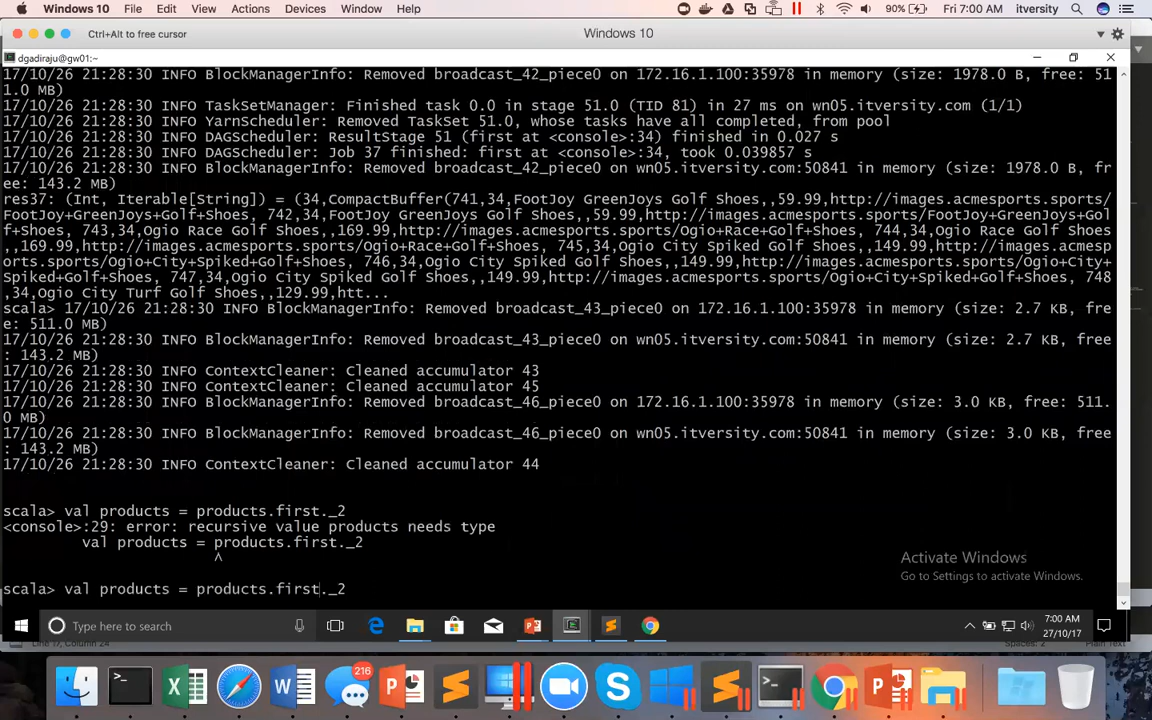 Windows 10 File Edit View Actions Devices Window Help 90% Fri 7:00 AM itversity
Ctrl+Alt to free cursor Windows 10
dgadiraju@gw01:~
17/10/26 21:28:30 INFO BlockManagerInfo: Removed broadcast_42_piece0 on 172.16.1.100:35978 in memory (size: 1978.0 B, free: 51
1.0 MB)
17/10/26 21:28:30 INFO TaskSetManager: Finished task 0.0 in stage 51.0 (TID 81) in 27 ms on wn05.itversity.com (1/1)
17/10/26 21:28:30 INFO YarnScheduler: Removed TaskSet 51.0, whose tasks have all completed, from pool
17/10/26 21:28:30 INFO DAGScheduler: ResultStage 51 (first at <console>:34) finished in 0.027 s
17/10/26 21:28:30 INFO DAGScheduler: Job 37 finished: first at <console>:34, took 0.039857 s
17/10/26 21:28:30 INFO BlockManagerInfo: Removed broadcast_42_piece0 on wn05.itversity.com:50841 in memory (size: 1978.0 B, fr
ee: 143.2 MB)
res37: (Int, Iterable[String]) = (34,CompactBuffer(741,34,FootJoy GreenJoys Golf Shoes,,59.99,http://images.acmesports.sports/
FootJoy+GreenJoys+Golf+Shoes, 742,34,FootJoy GreenJoys Golf Shoes,,59.99,http://images.acmesports.sports/FootJoy+GreenJoys+Gol
f+Shoes, 743,34,Ogio Race Golf Shoes,,169.99,http://images.acmesports.sports/Ogio+Race+Golf+Shoes, 744,34,Ogio Race Golf Shoes
,,169.99,http://images.acmesports.sports/Ogio+Race+Golf+Shoes, 745,34,Ogio City Spiked Golf Shoes,,149.99,http://images.acmesp
orts.sports/Ogio+City+Spiked+Golf+Shoes, 746,34,Ogio City Spiked Golf Shoes,,149.99,http://images.acmesports.sports/Ogio+City+
Spiked+Golf+Shoes, 747,34,Ogio City Spiked Golf Shoes,,149.99,http://images.acmesports.sports/Ogio+City+Spiked+Golf+Shoes, 748
,34,Ogio City Turf Golf Shoes,,129.99,htt...
scala> 17/10/26 21:28:30 INFO BlockManagerInfo: Removed broadcast_43_piece0 on 172.16.1.100:35978 in memory (size: 2.7 KB, fre
e: 511.0 MB)
17/10/26 21:28:30 INFO BlockManagerInfo: Removed broadcast_43_piece0 on wn05.itversity.com:50841 in memory (size: 2.7 KB, free
: 143.2 MB)
17/10/26 21:28:30 INFO ContextCleaner: Cleaned accumulator 43
17/10/26 21:28:30 INFO ContextCleaner: Cleaned accumulator 45
17/10/26 21:28:30 INFO BlockManagerInfo: Removed broadcast_46_piece0 on 172.16.1.100:35978 in memory (size: 3.0 KB, free: 511.
0 MB)
17/10/26 21:28:30 INFO BlockManagerInfo: Removed broadcast_46_piece0 on wn05.itversity.com:50841 in memory (size: 3.0 KB, free
: 143.2 MB)
17/10/26 21:28:30 INFO ContextCleaner: Cleaned accumulator 44
scala> val products = products.first._2
<console>:29: error: recursive value products needs type
val products = products.first._2
^
scala> val products = products.first._2
Activate Windows
Go to Settings to activate Windows.
Type here to search
7:00 AM
27/10/17
Line 17, Column 24 Spaces: 2 Plain Text
216